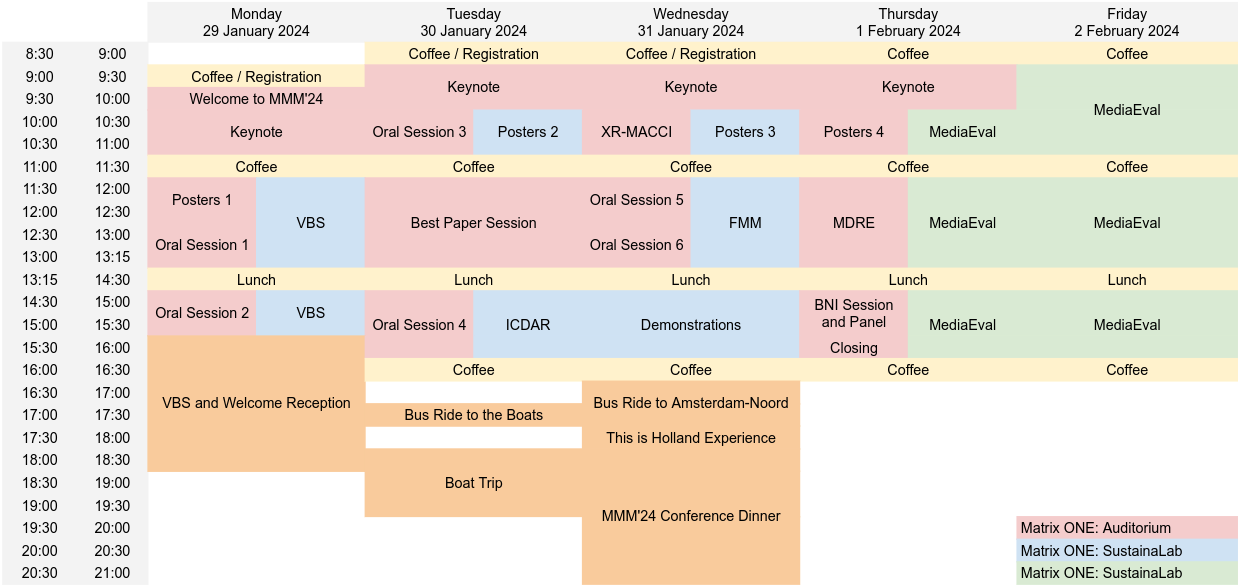 Monday Tuesday Wednesday Thursday Friday
29 January 2024 30 January 2024 31 January 2024 1 February 2024 2 February 2024
8:30 9:00 Coffee / Registration Coffee / Registration Coffee Coffee
9:00 9:30 Coffee / Registration
Keynote Keynote Keynote
9:30 10:00 Welcome to MMM'24
MediaEval
10:00 10:30
Keynote Oral Session 3 Posters 2 XR-MACCI Posters 3 Posters 4 MediaEval
10:30 11:00
11:00 11:30 Coffee Coffee Coffee Coffee Coffee
11:30 12:00
Posters 1 Oral Session 5
12:00 12:30
VBS Best Paper Session FMM MDRE MediaEval MediaEval
12:30 13:00
Oral Session 1 Oral Session 6
13:00 13:15
13:15 14:30 Lunch Lunch Lunch Lunch Lunch
14:30 15:00
Oral Session 2 VBS BNI Session
and Panel
15:00 15:30 Oral Session 4 ICDAR Demonstrations MediaEval MediaEval
15:30 16:00 Closing
16:00 16:30 Coffee Coffee Coffee Coffee
16:30 17:00
VBS and Welcome Reception Bus Ride to Amsterdam-Noord
17:00 17:30 Bus Ride to the Boats
17:30 18:00 This is Holland Experience
18:00 18:30
18:30 19:00 Boat Trip
19:00 19:30
MMM'24 Conference Dinner
19:30 20:00 Matrix ONE: Auditorium
20:00 20:30 Matrix ONE: SustainaLab
20:30 21:00 Matrix ONE: SustainaLab